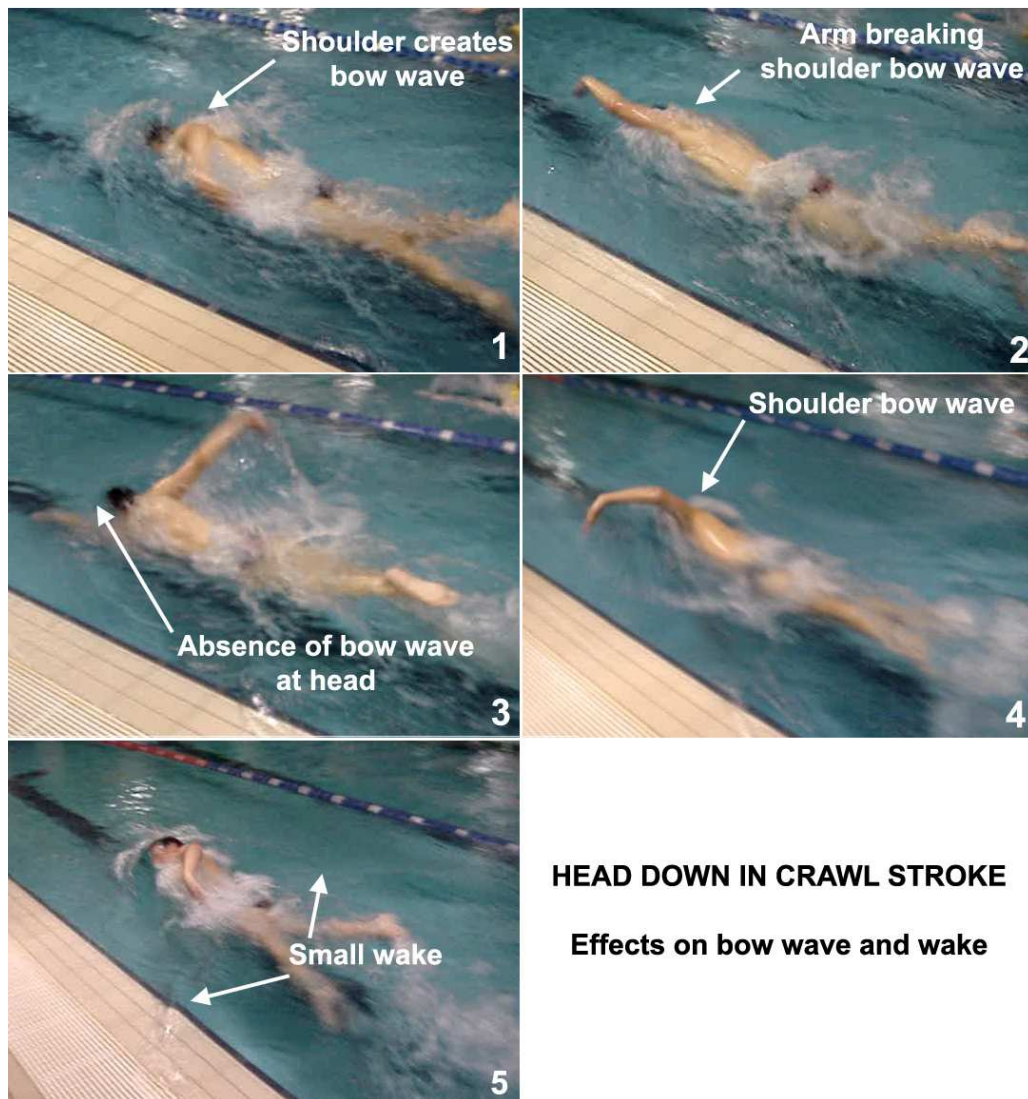 Shoulder creates
bow wave
1
Arm breaking
shoulder bow wave
2
Absence of bow wave
at head
3
Shoulder bow wave
4
Small wake
5
HEAD DOWN IN CRAWL STROKE
Effects on bow wave and wake